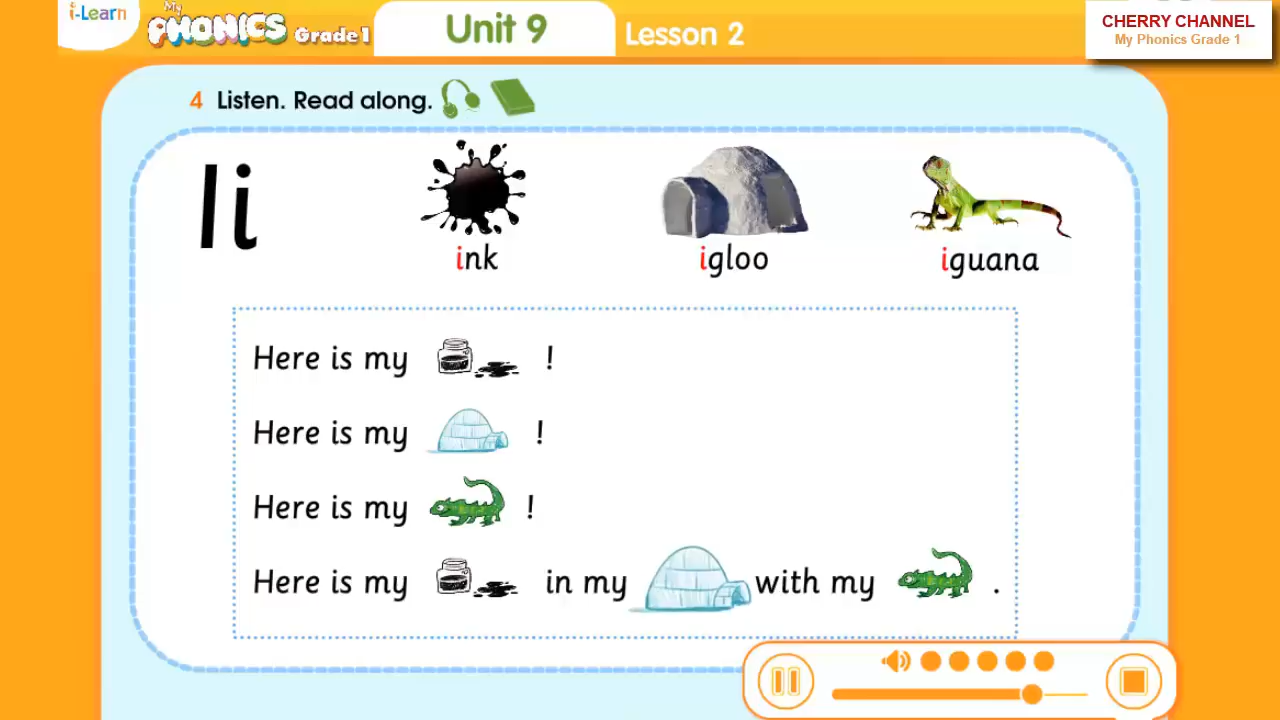 i-Learn
My
PHONICS Grade 1
Unit 9
Lesson 2
CHERRY CHANNEL
My Phonics Grade 1
4 Listen. Read along.
Ii
ink
igloo
iguana
Here is my !
Here is my !
Here is my !
Here is my in my with my .